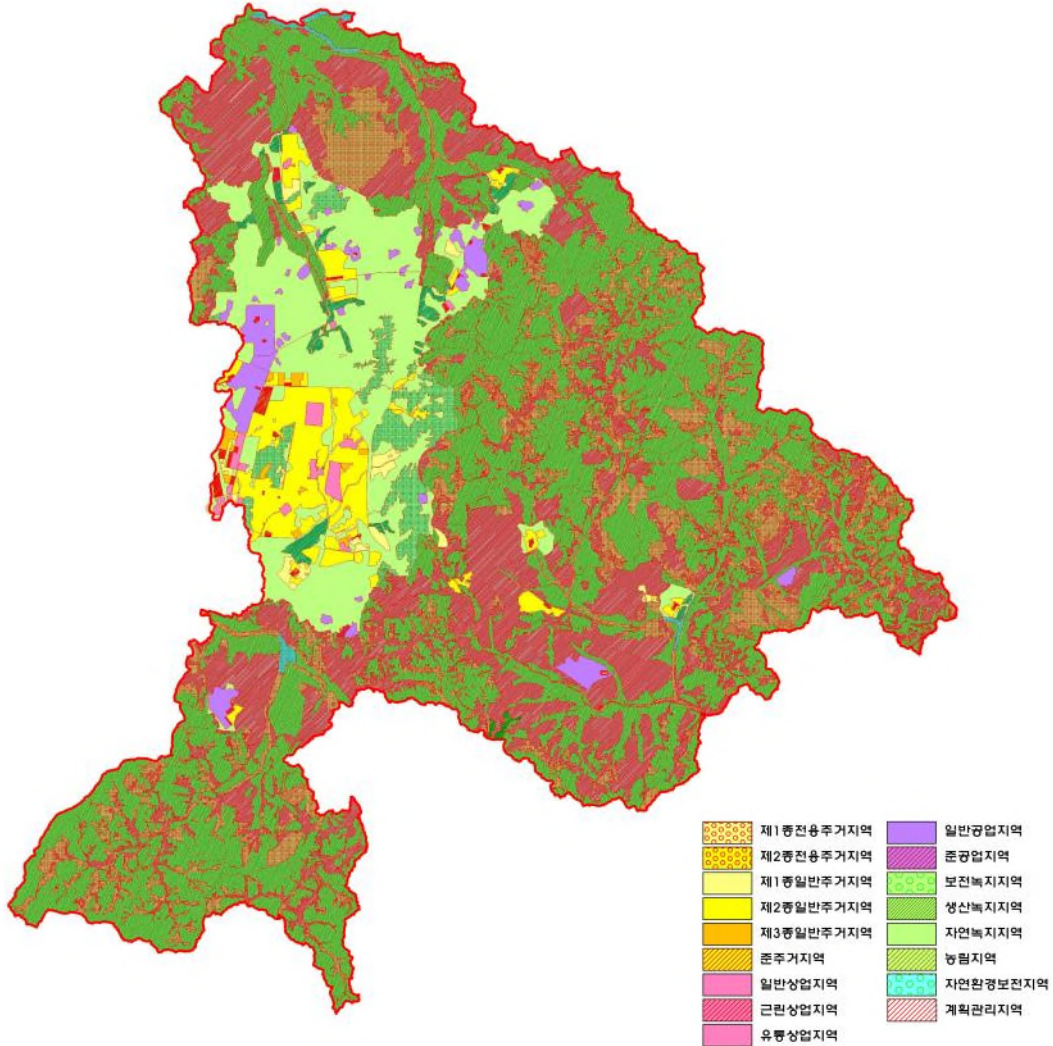 제1종전용주거지역
제2종전용주거지역
제1종일반주거지역
제2종일반주거지역
제3종일반주거지역
준주거지역
일반상업지역
근린상업지역
유통상업지역
일반공업지역
준공업지역
보전녹지지역
생산녹지지역
자연녹지지역
농림지역
자연환경보전지역
계획관리지역